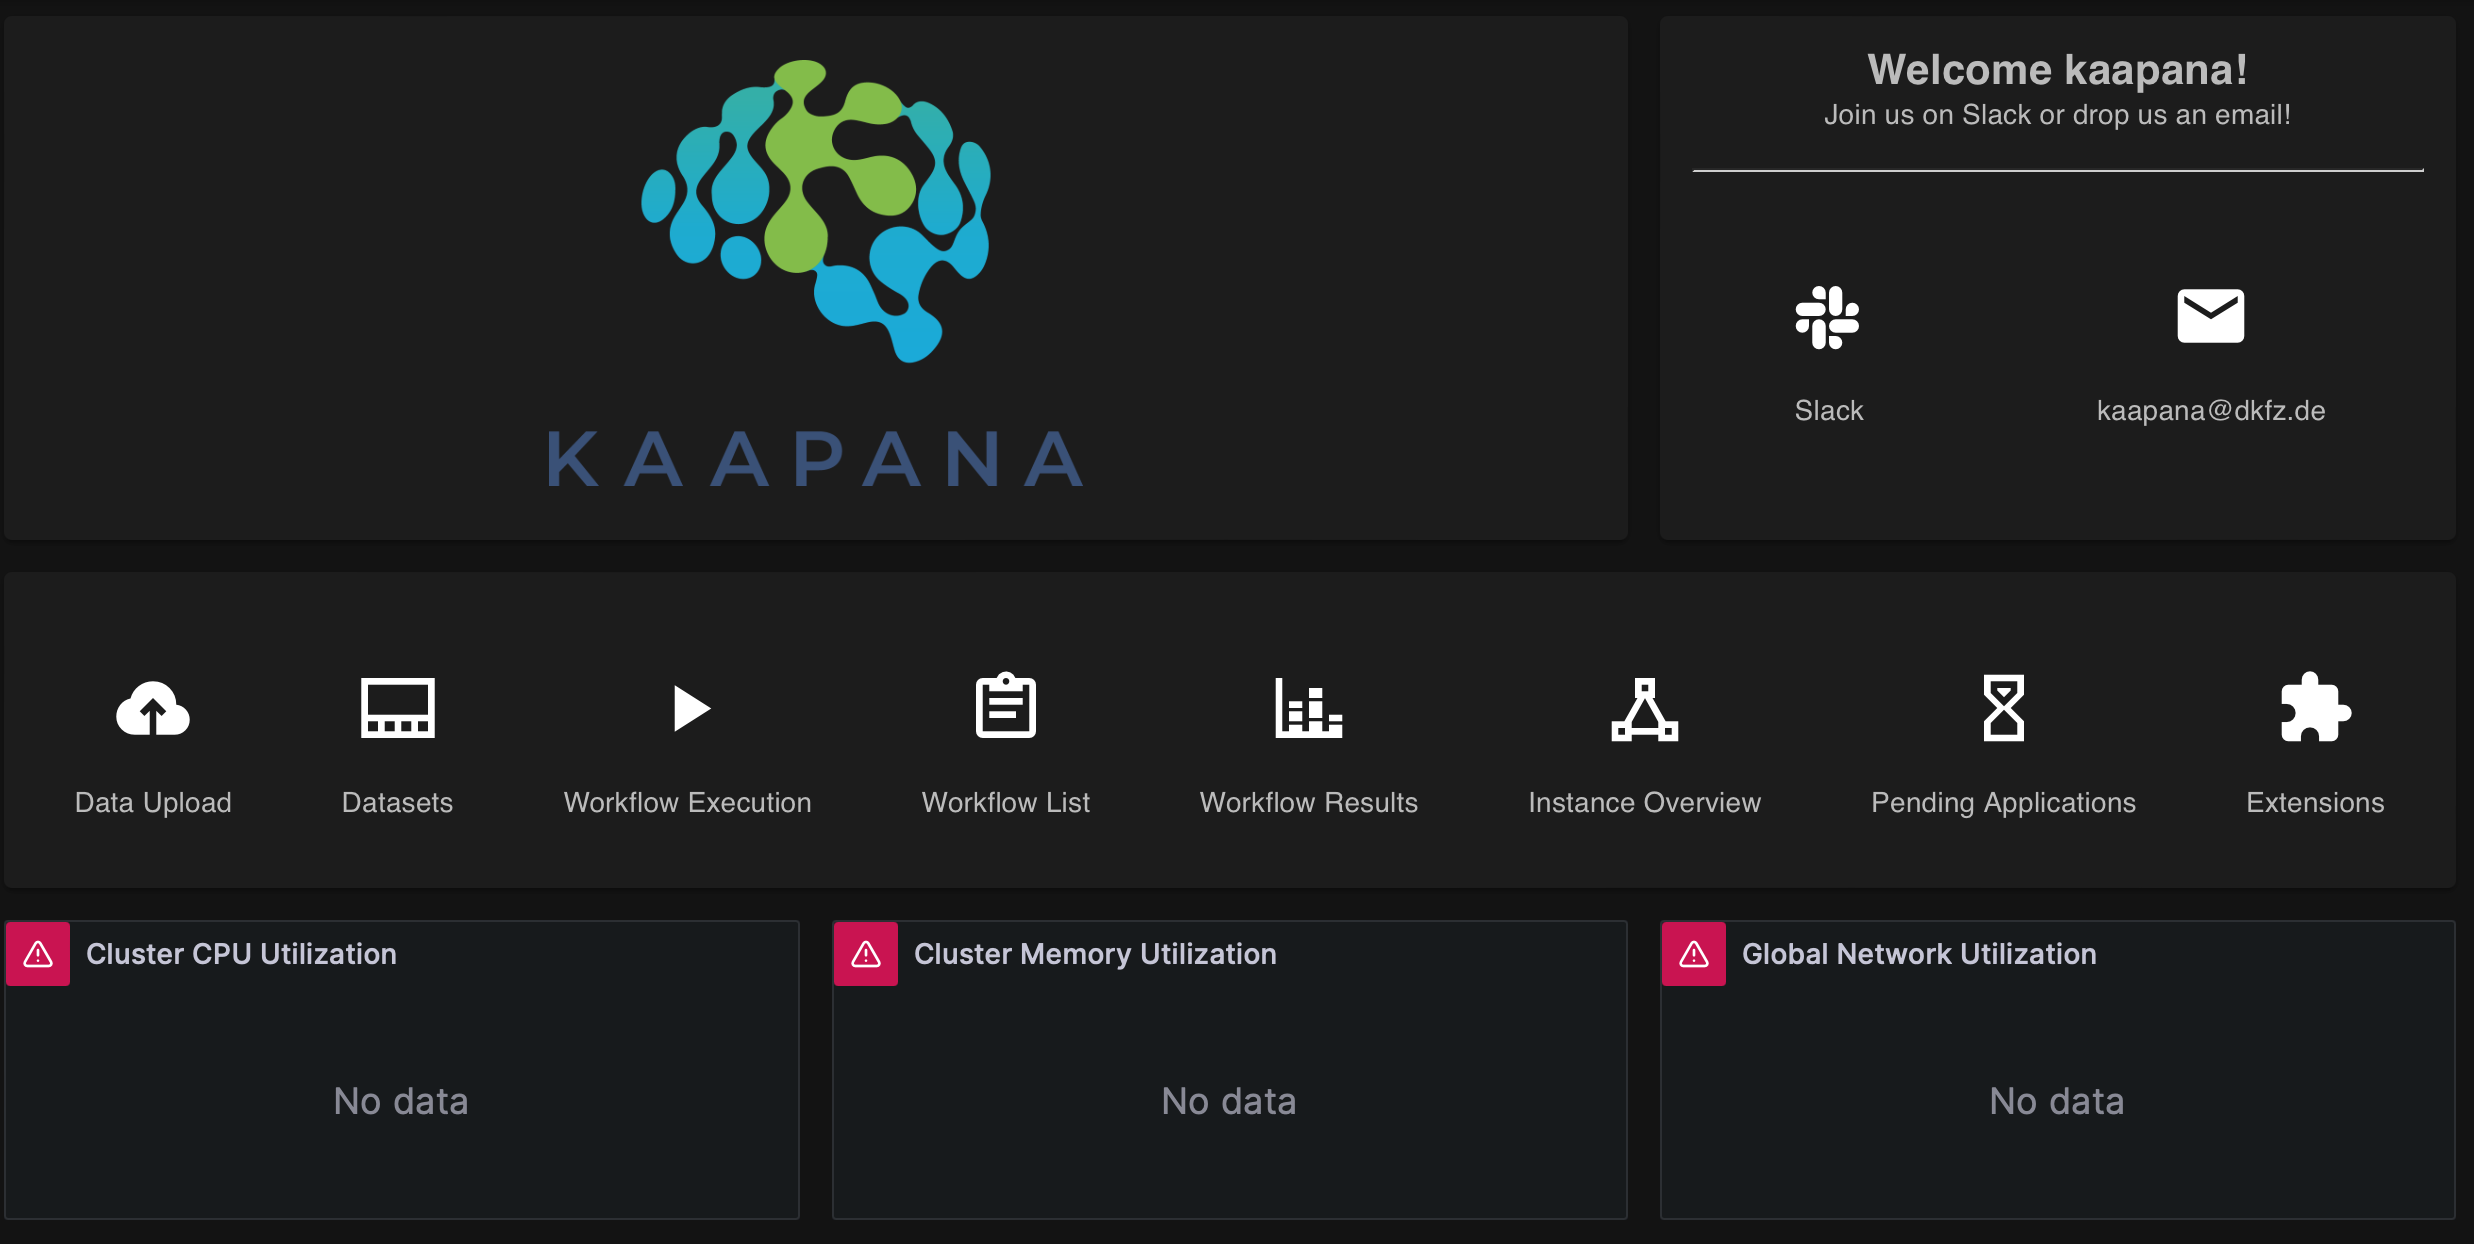 KAAPANA
Welcome kaapana!
Join us on Slack or drop us an email!
Slack
kaapana@dkfz.de
Data Upload
Datasets
Workflow Execution
Workflow List
Workflow Results
Instance Overview
Pending Applications
Extensions
Cluster CPU Utilization
No data
Cluster Memory Utilization
No data
Global Network Utilization
No data